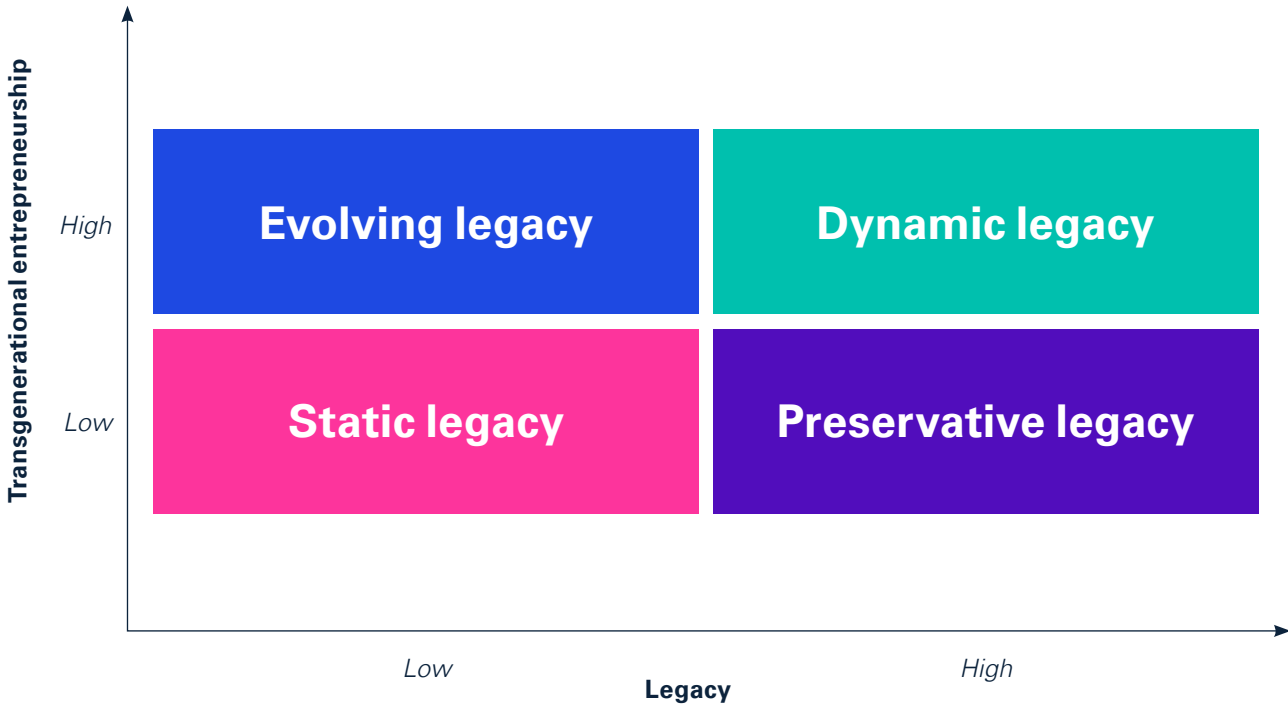 Transgenerational entrepreneurship
High
Evolving legacy
Dynamic legacy
Low
Static legacy
Preservative legacy
Low
High
Legacy